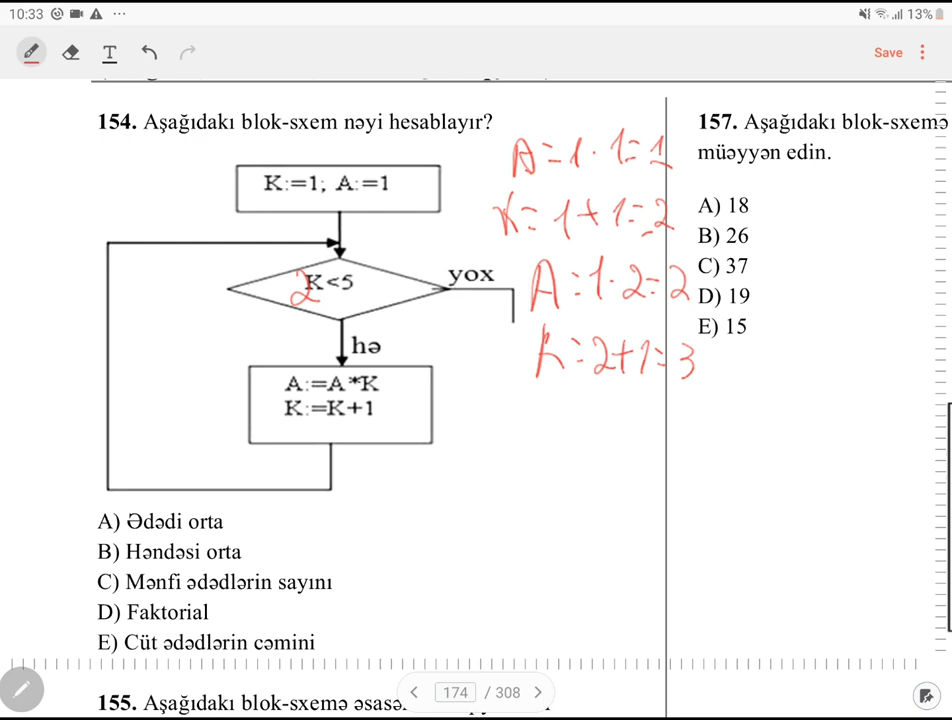 10:33
13%
T
Save
154. Aşağıdakı blok-sxem nəyi hesablayır?
K:=1; A:=1
K<5
2
yox
hə
A:=A*K
K:=K+1
A) Ədədi orta
B) Həndəsi orta
C) Mənfi ədədlərin sayını
D) Faktorial
E) Cüt ədədlərin cəmini
155. Aşağıdakı blok-sxemə
174 / 308
A=1·1=1
K=1+1=2
A=1·2=2
K=2+1=3
157. Aşağıdakı blok-sxemə
müəyyən edin.
A) 18
B) 26
C) 37
D) 19
E) 15